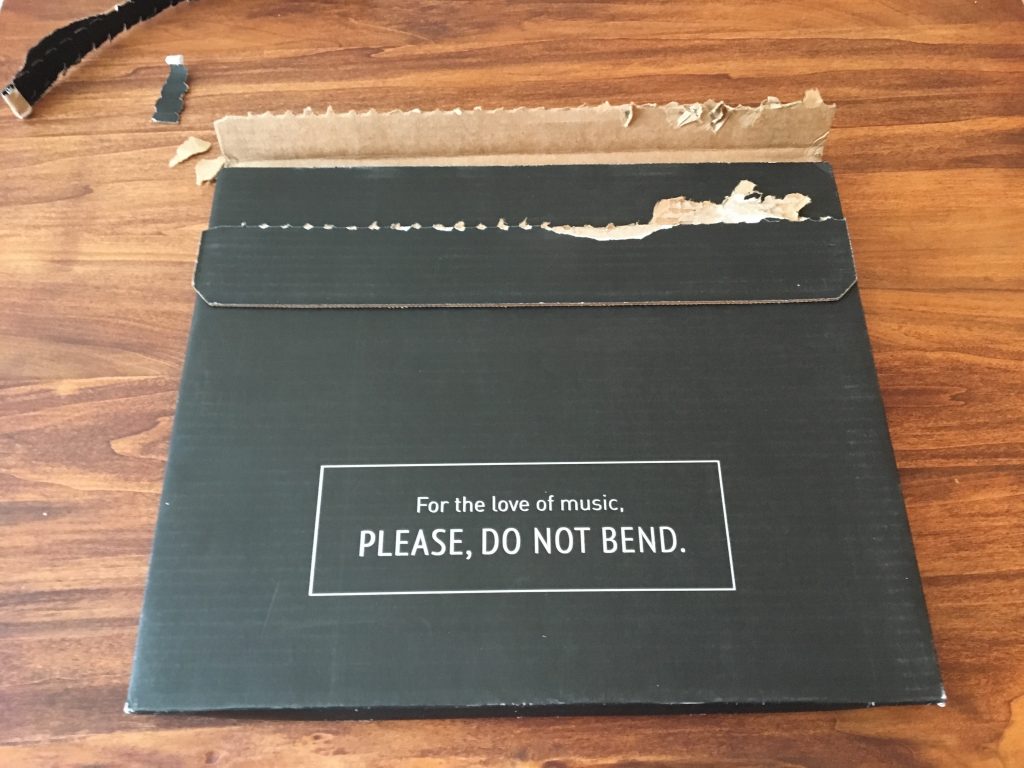 For the love of music,
PLEASE, DO NOT BEND.